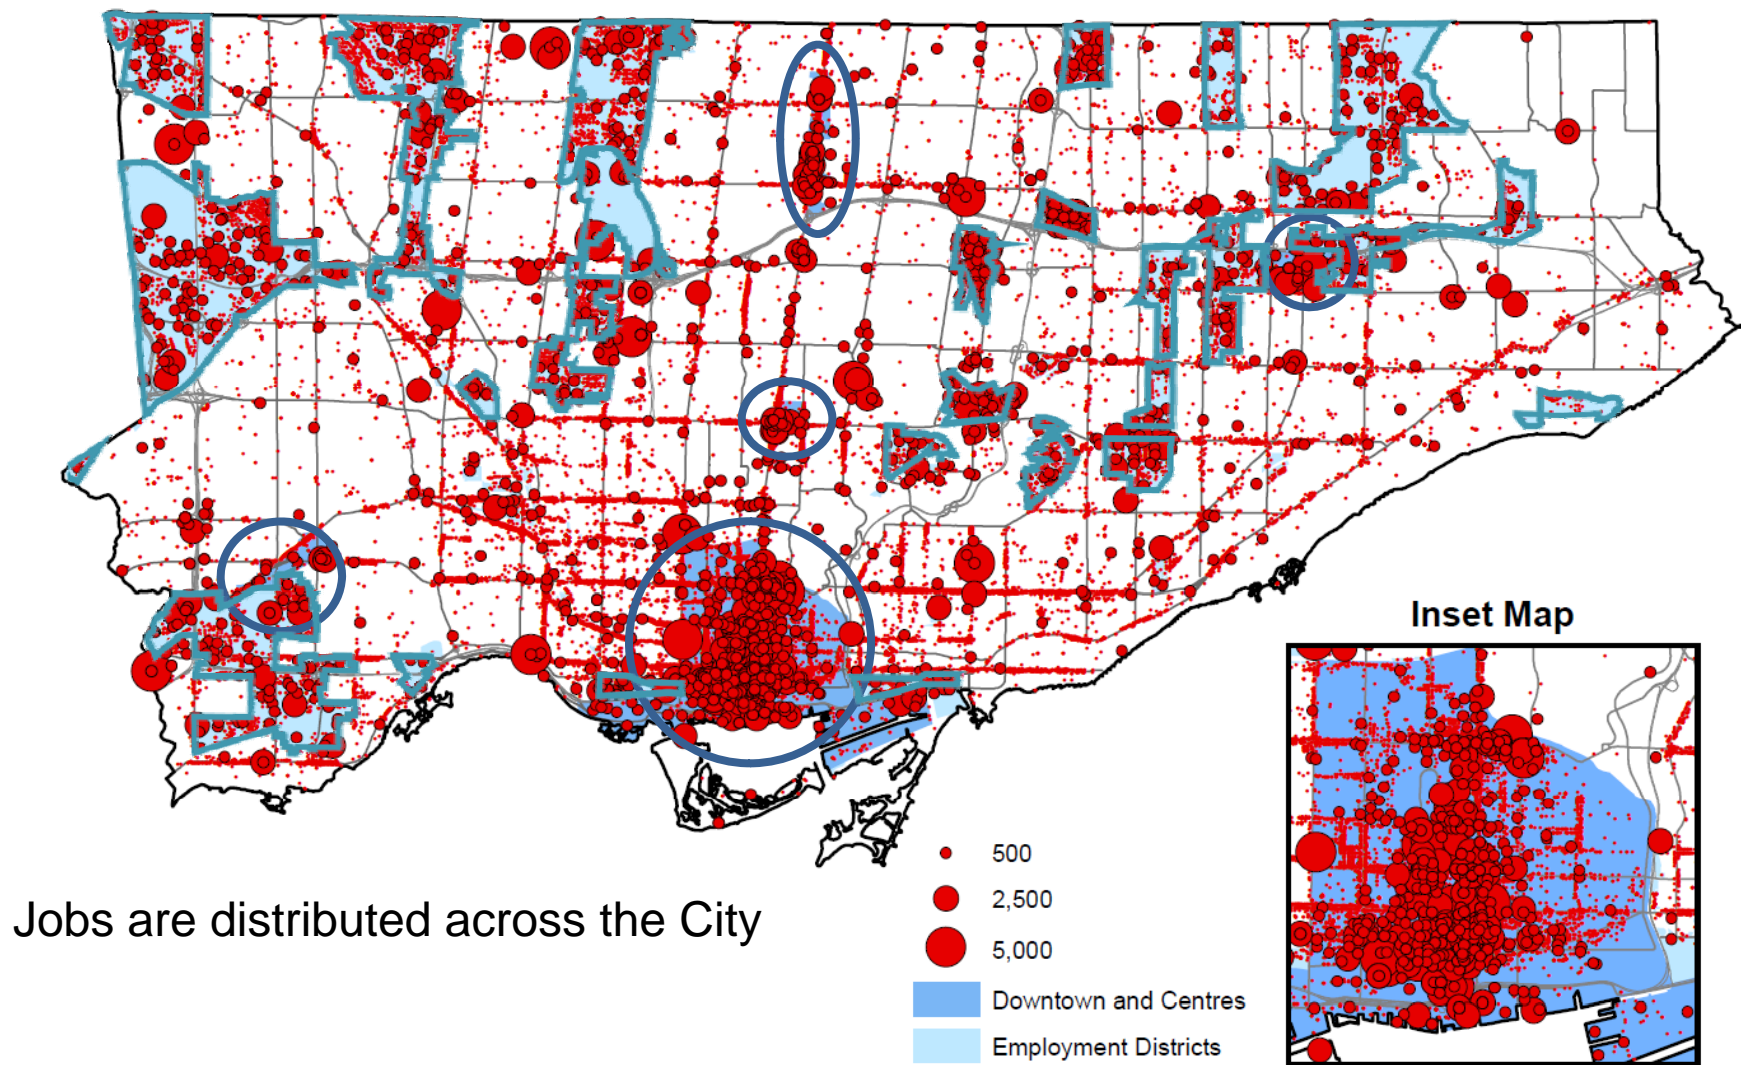 Inset Map
500
2,500
5,000
Jobs are distributed across the City
Downtown and Centres
Employment Districts